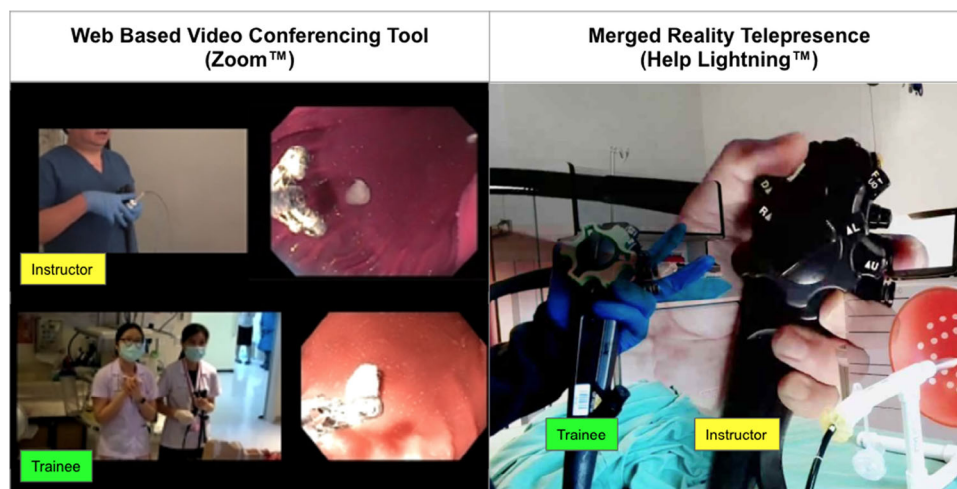 Web Based Video Conferencing Tool
(Zoom™)
Merged Reality Telepresence
(Help Lightning™)
Instructor
Trainee
Trainee
Instructor
D▲
R▲
▲L
▲U
F